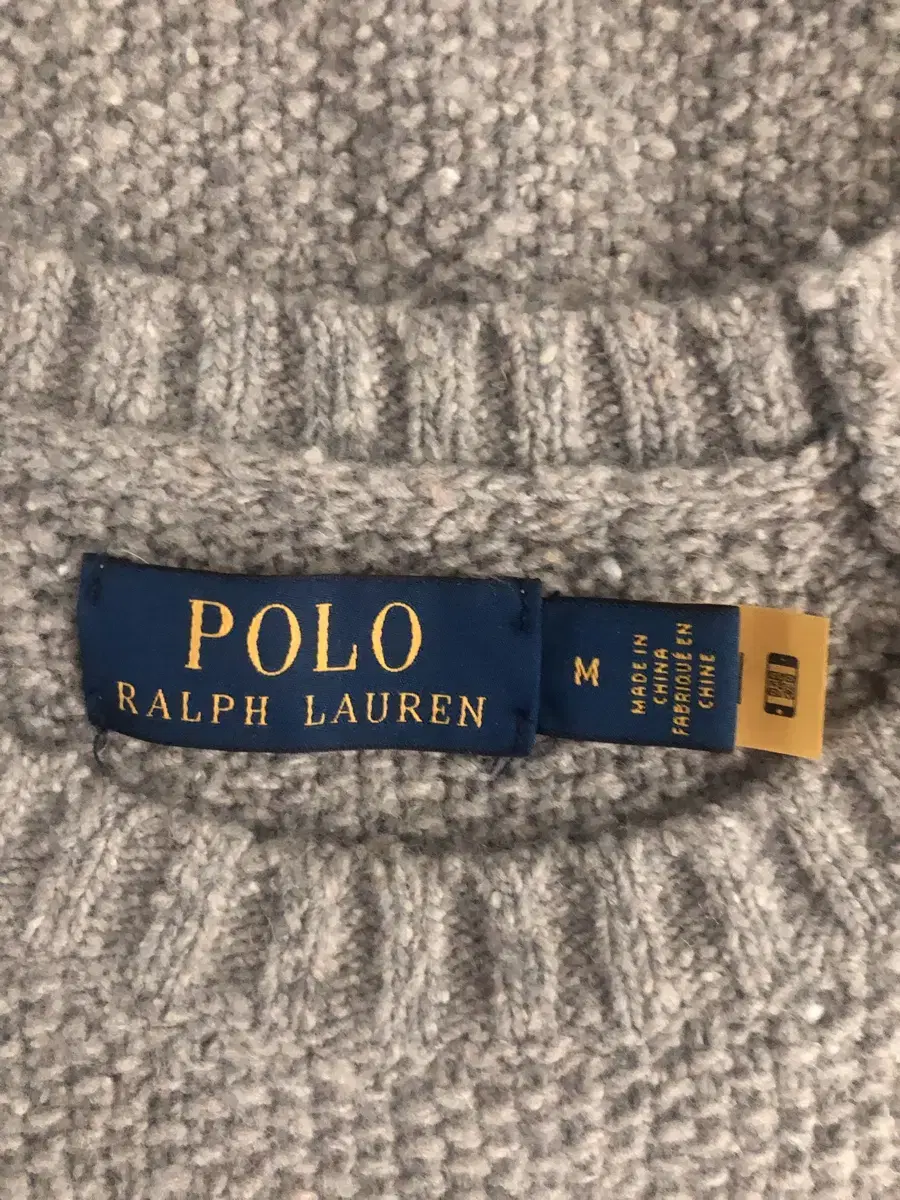 POLO
RALPH LAUREN
M
MADE IN
CHINA
FABRIQUÉ EN
CHINE